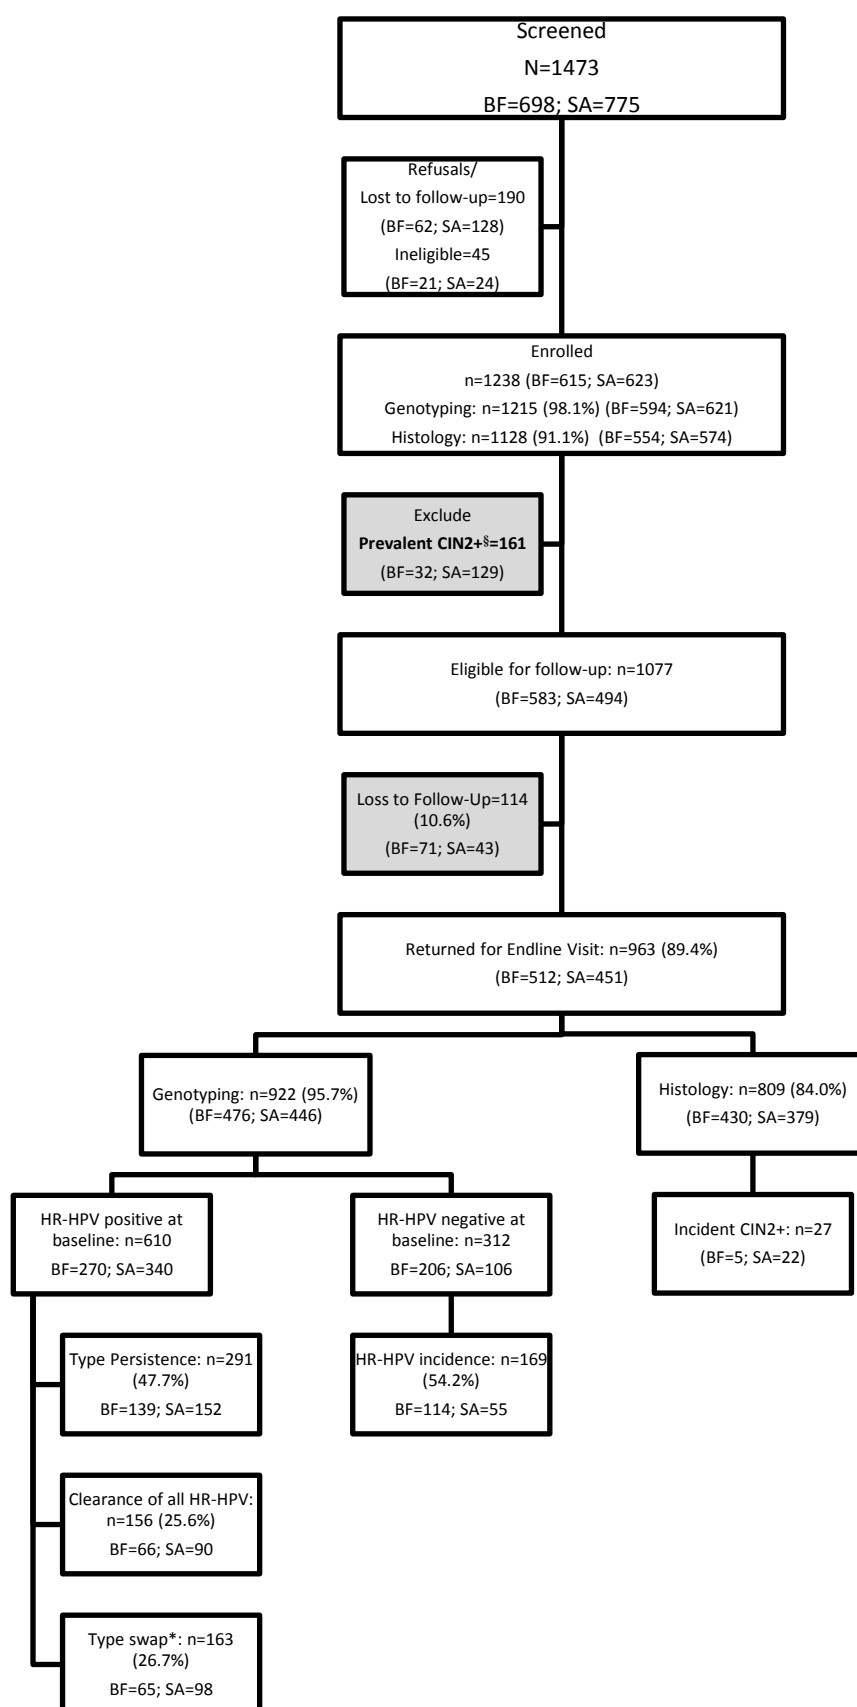 Screened
N=1473
BF=698; SA=775
Refusals/
Lost to follow-up=190
(BF=62; SA=128)
Ineligible=45
(BF=21; SA=24)
Enrolled
n=1238 (BF=615; SA=623)
Genotyping: n=1215 (98.1%) (BF=594; SA=621)
Histology: n=1128 (91.1%) (BF=554; SA=574)
Exclude
Prevalent CIN2+§=161
(BF=32; SA=129)
Eligible for follow-up: n=1077
(BF=583; SA=494)
Loss to Follow-Up=114
(10.6%)
(BF=71; SA=43)
Returned for Endline Visit: n=963 (89.4%)
(BF=512; SA=451)
Genotyping: n=922 (95.7%)
(BF=476; SA=446)
Histology: n=809 (84.0%)
(BF=430; SA=379)
HR-HPV positive at
baseline: n=610
BF=270; SA=340
HR-HPV negative at
baseline: n=312
BF=206; SA=106
Incident CIN2+: n=27
(BF=5; SA=22)
Type Persistence: n=291
(47.7%)
BF=139; SA=152
HR-HPV incidence: n=169
(54.2%)
BF=114; SA=55
Clearance of all HR-HPV:
n=156 (25.6%)
BF=66; SA=90
Type swap*: n=163
(26.7%)
BF=65; SA=98